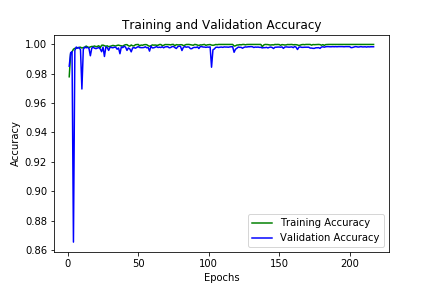 Training and Validation Accuracy
1.00
0.98
0.96
0.94
0.92
0.90
0.88
0.86
Accuracy
0
50
100
150
200
Epochs
Training Accuracy
Validation Accuracy